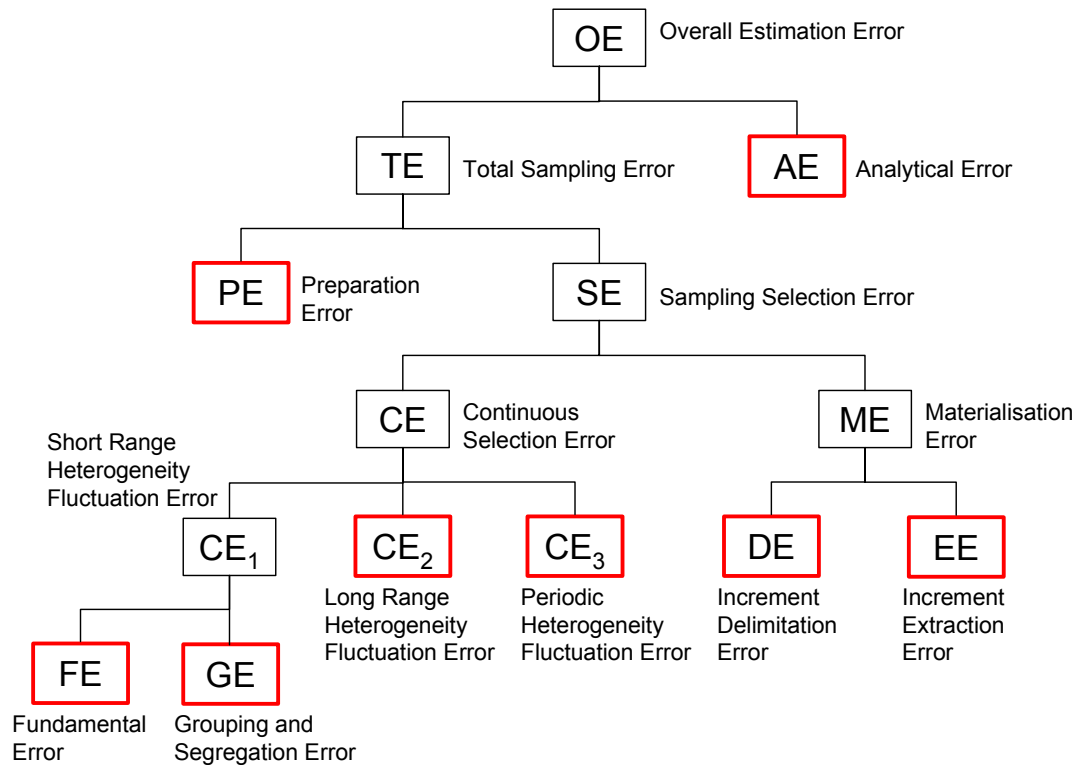 OE
Overall Estimation Error
TE
Total Sampling Error
AE
Analytical Error
PE
Preparation
Error
SE
Sampling Selection Error
CE
Continuous
Selection Error
ME
Materialisation
Error
Short Range
Heterogeneity
Fluctuation Error
CE₁
CE₂
Long Range
Heterogeneity
Fluctuation Error
CE₃
Periodic
Heterogeneity
Fluctuation Error
DE
Increment
Delimitation
Error
EE
Increment
Extraction
Error
FE
Fundamental
Error
GE
Grouping and
Segregation Error